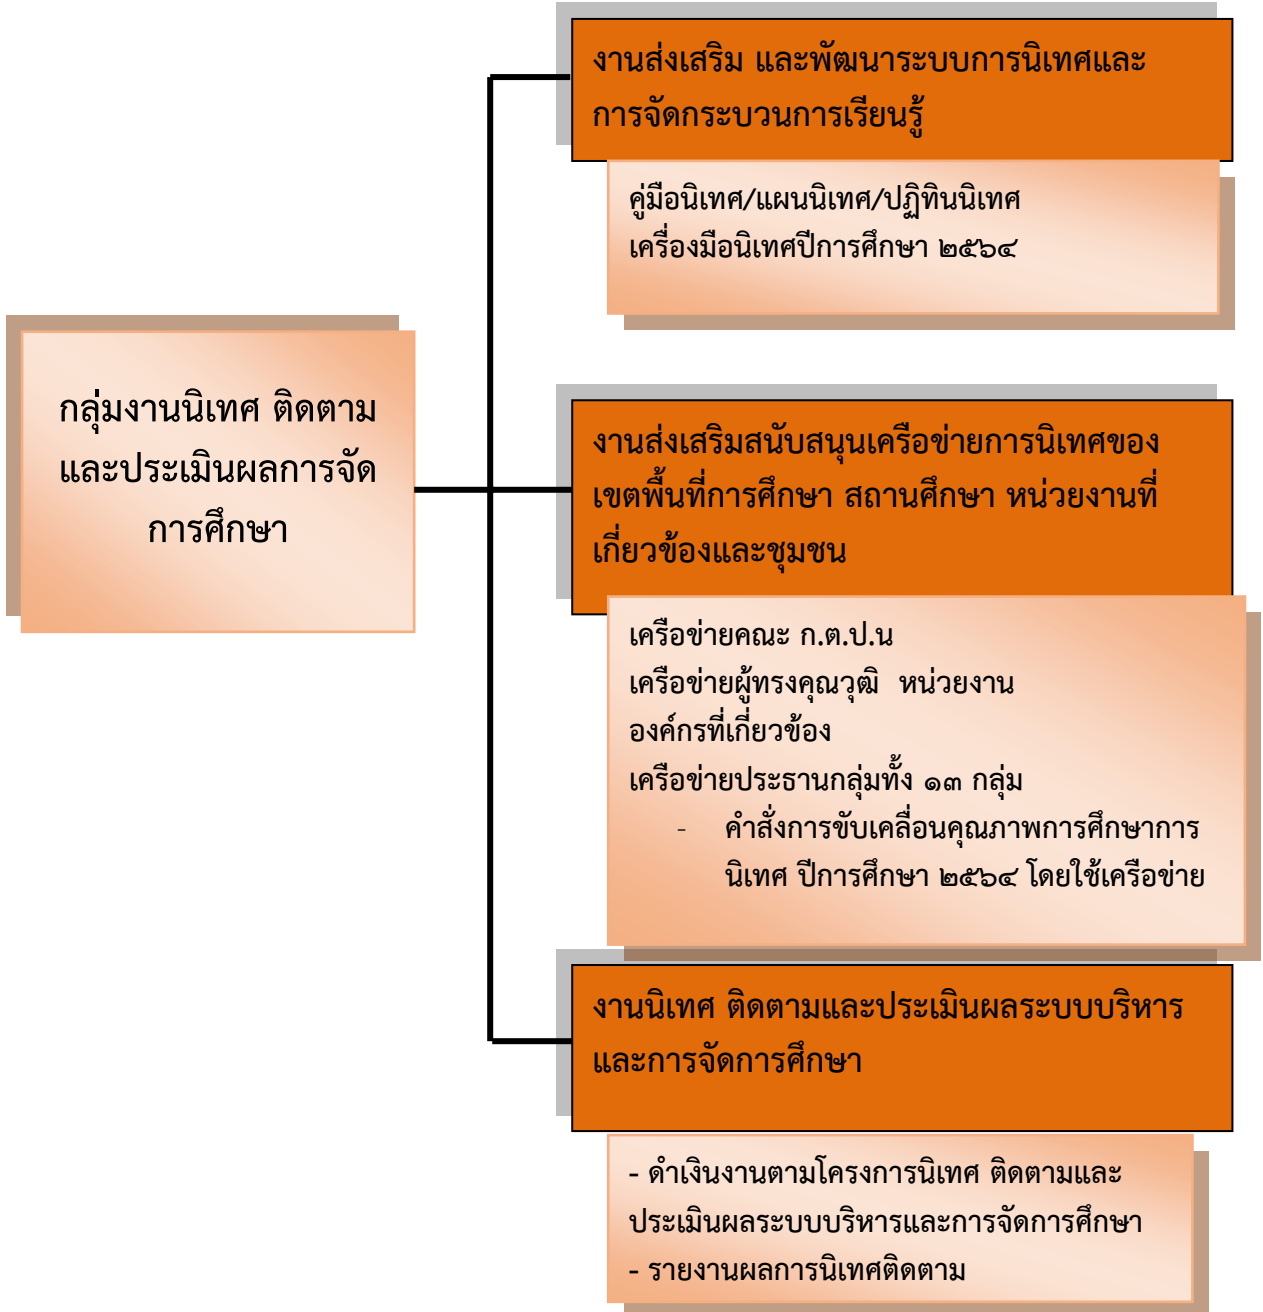 งานส่งเสริม และพัฒนาระบบการนิเทศและ
การจัดกระบวนการเรียนรู้
คู่มือนิเทศ/แผนนิเทศ/ปฏิทินนิเทศ
เครื่องมือนิเทศปีการศึกษา ๒๕๖๔
กลุ่มงานนิเทศ ติดตาม
และประเมินผลการจัด
การศึกษา
งานส่งเสริมสนับสนุนเครือข่ายการนิเทศของ
เขตพื้นที่การศึกษา สถานศึกษา หน่วยงานที่
เกี่ยวข้องและชุมชน
เครือข่ายคณะ ก.ต.ป.น
เครือข่ายผู้ทรงคุณวุฒิ  หน่วยงาน
องค์กรที่เกี่ยวข้อง
เครือข่ายประธานกลุ่มทั้ง ๑๓ กลุ่ม
- คำสั่งการขับเคลื่อนคุณภาพการศึกษาการ
นิเทศ ปีการศึกษา ๒๕๖๔ โดยใช้เครือข่าย
งานนิเทศ ติดตามและประเมินผลระบบบริหาร
และการจัดการศึกษา
- ดำเงินงานตามโครงการนิเทศ ติดตามและ
ประเมินผลระบบบริหารและการจัดการศึกษา
- รายงานผลการนิเทศติดตาม